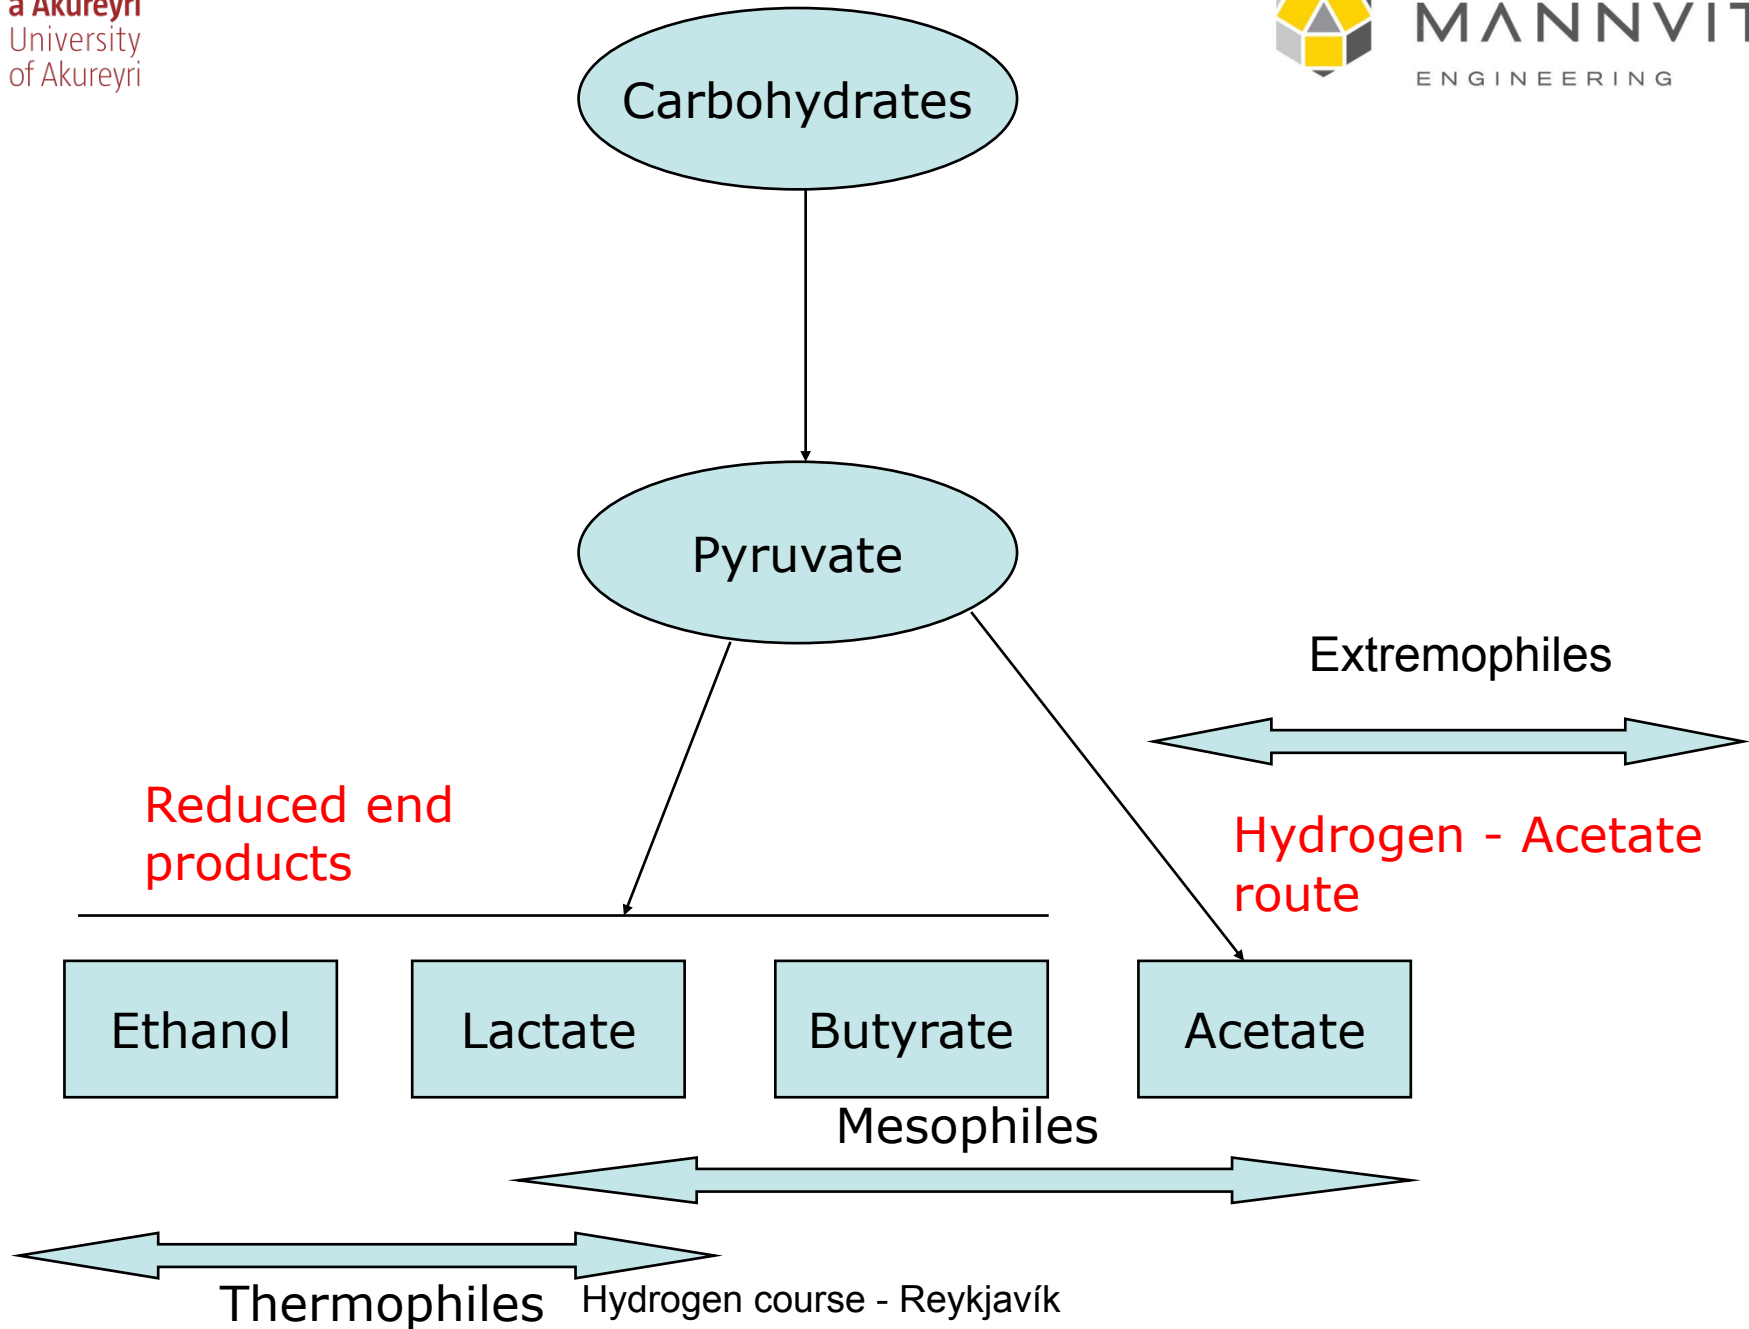 á Akureyri
University
of Akureyri
MANNVIT
ENGINEERING
Carbohydrates
Pyruvate
Extremophiles
Reduced end
products
Hydrogen - Acetate
route
Ethanol
Lactate
Butyrate
Acetate
Mesophiles
Thermophiles
Hydrogen course - Reykjavík